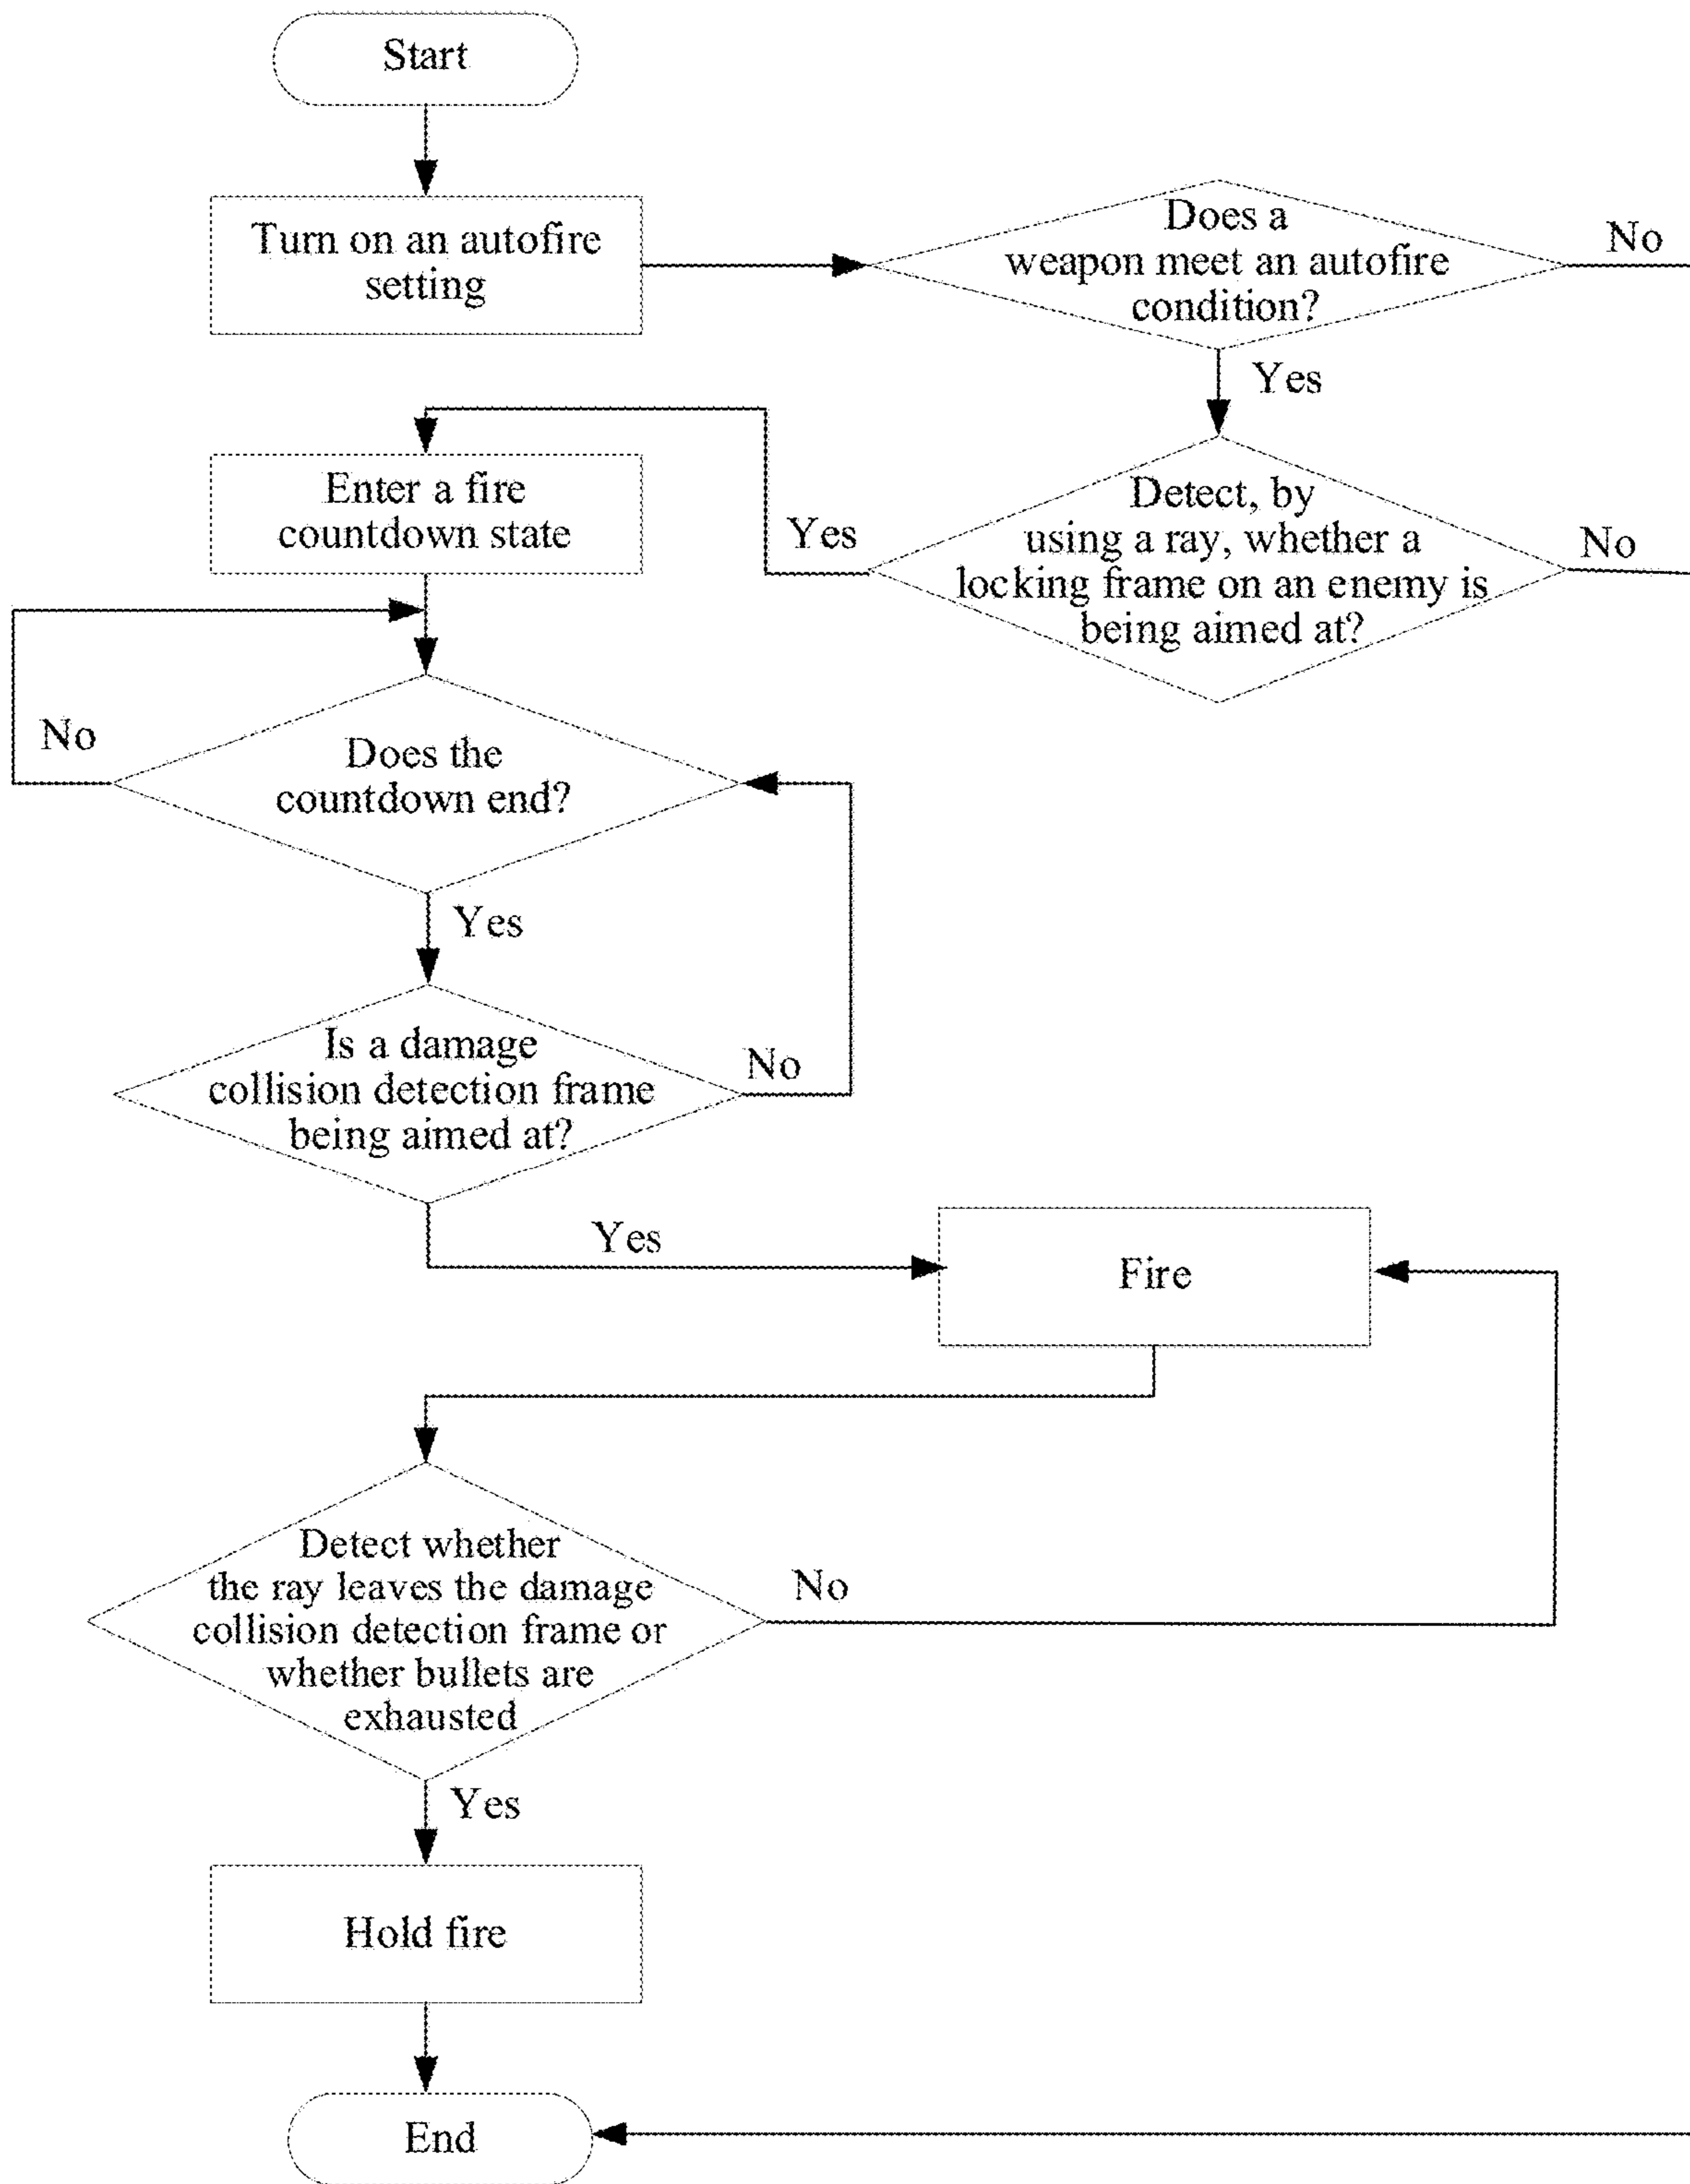 Start
Turn on an autofire
setting
Does a
weapon meet an autofire
condition?
No
Yes
Detect, by
using a ray, whether a
locking frame on an enemy is
being aimed at?
No
Yes
Enter a fire
countdown state
Does the
countdown end?
No
Yes
Is a damage
collision detection frame
being aimed at?
No
Yes
Fire
Detect whether
the ray leaves the damage
collision detection frame or
whether bullets are
exhausted
No
Yes
Hold fire
End